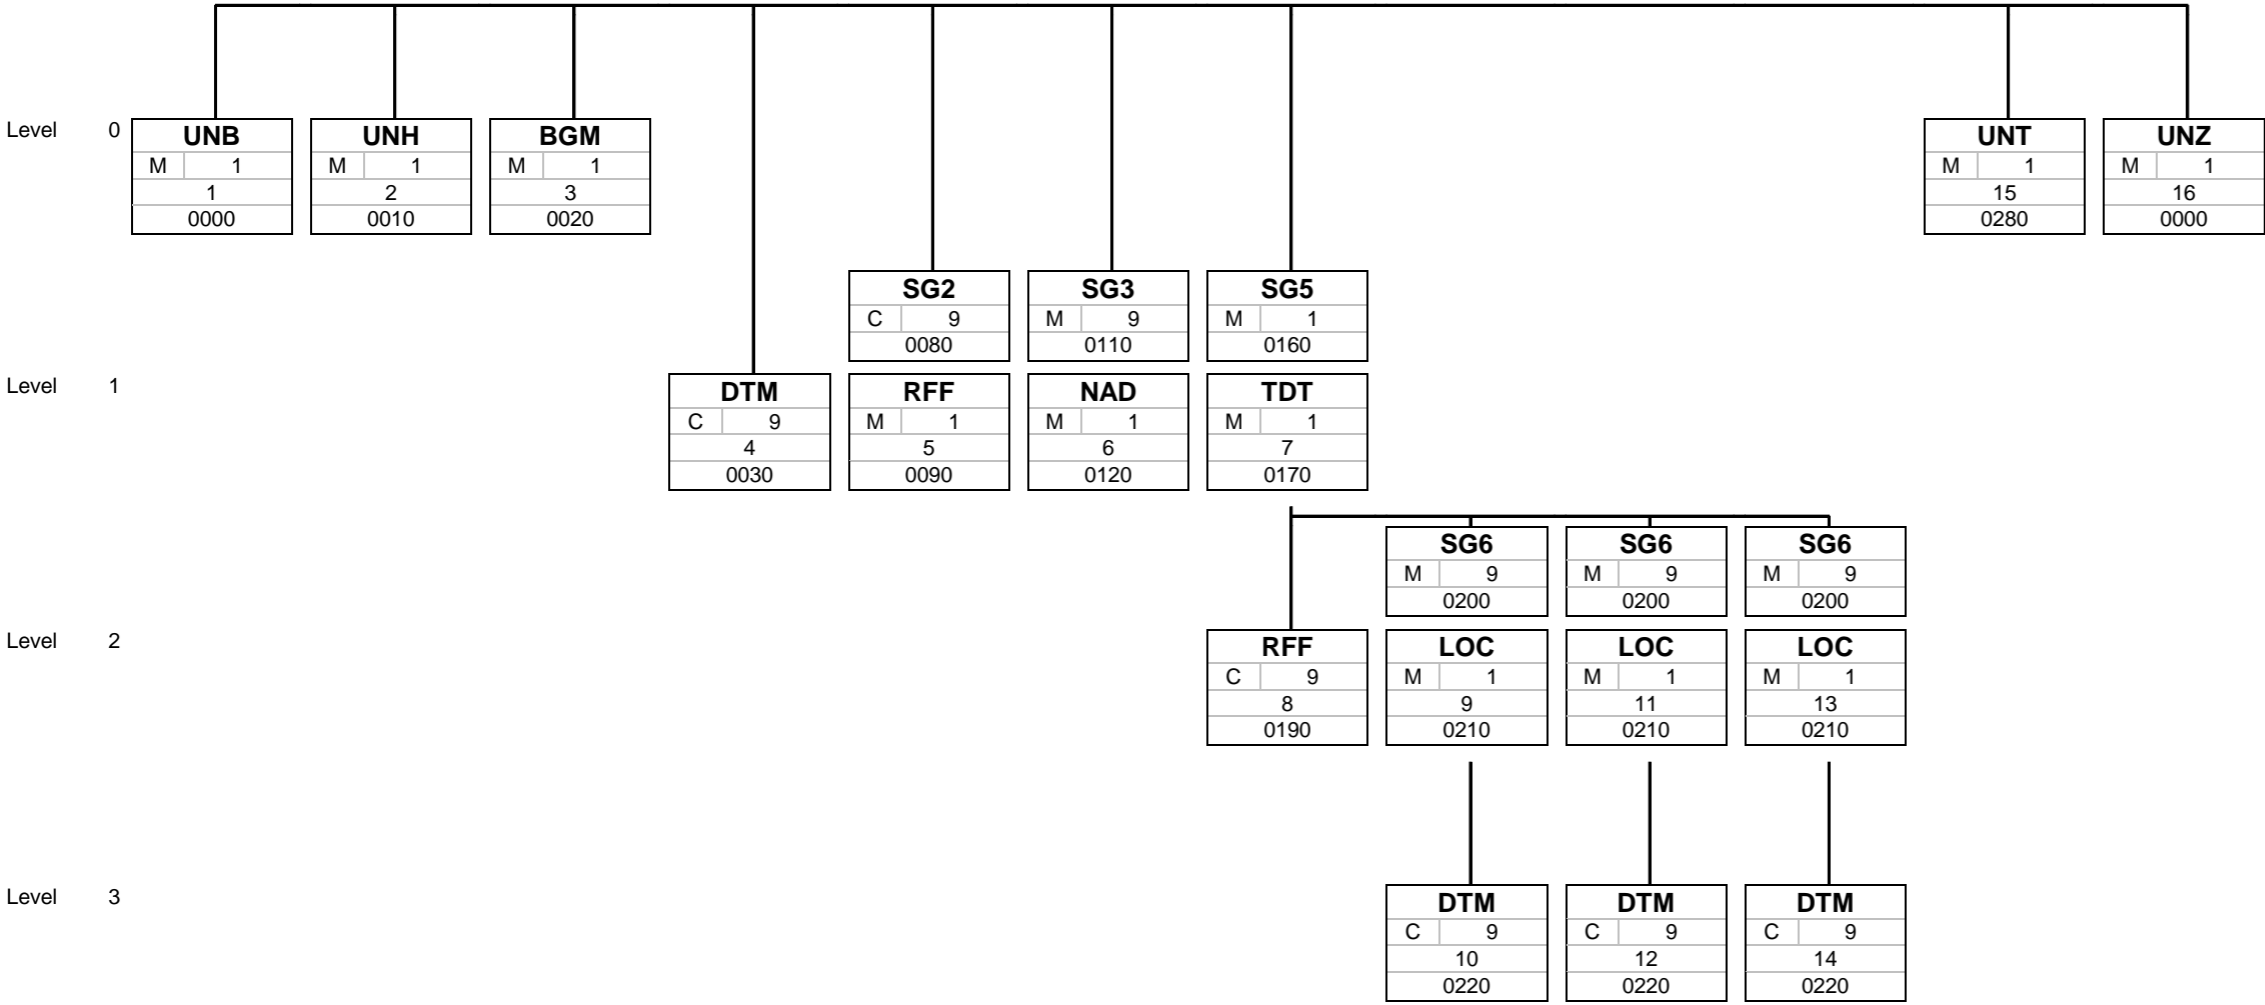 Level 0
UNB UNH BGM UNT UNZ
M 1 M 1 M 1 M 1 M 1
1 2 3 15 16
0000 0010 0020 0280 0000
SG2 SG3 SG5
C 9 M 9 M 1
0080 0110 0160
Level 1
DTM RFF NAD TDT
C 9 M 1 M 1 M 1
4 5 6 7
0030 0090 0120 0170
SG6 SG6 SG6
M 9 M 9 M 9
0200 0200 0200
Level 2
RFF LOC LOC LOC
C 9 M 1 M 1 M 1
8 9 11 13
0190 0210 0210 0210
Level 3
DTM DTM DTM
C 9 C 9 C 9
10 12 14
0220 0220 0220